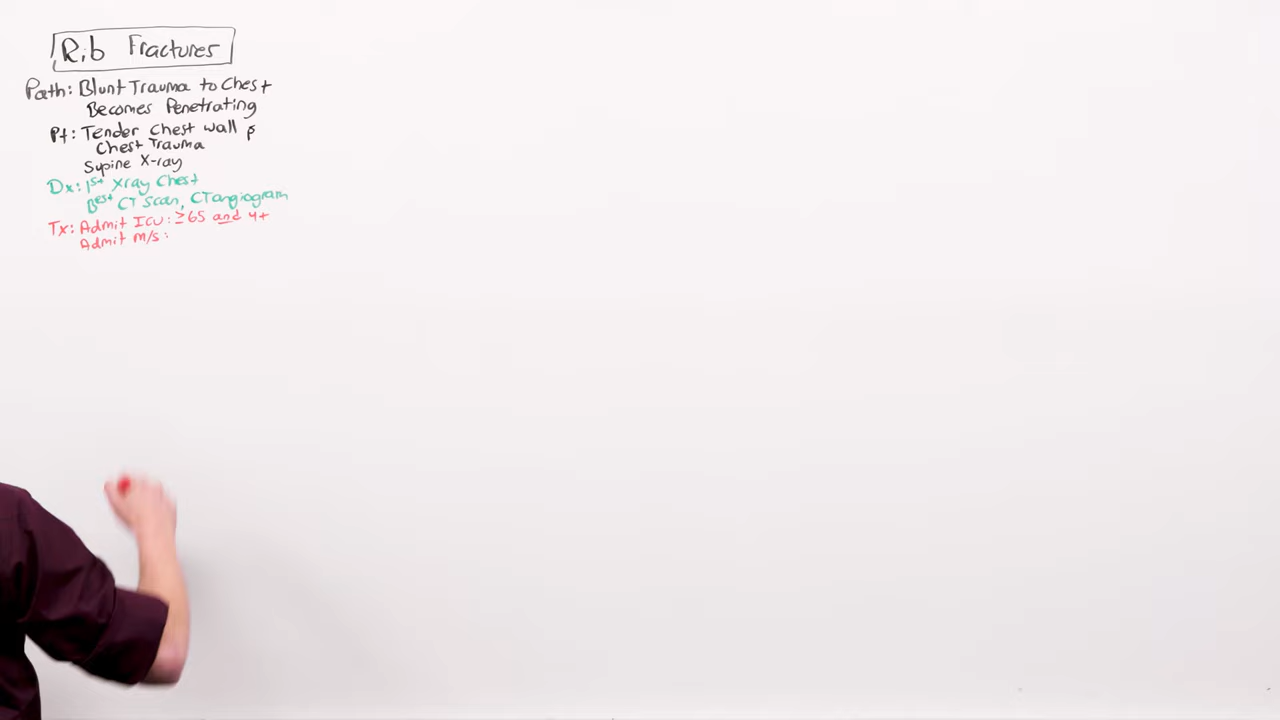 Rib Fractures
Path: Blunt Trauma to Chest
Becomes Penetrating
Pt: Tender Chest Wall p̄
Chest Trauma
Supine X-ray
Dx: 1st Xray Chest
Best CT Scan, CTangiogram
Tx: Admit ICU: ≥65 and 4+
Admit m/s: